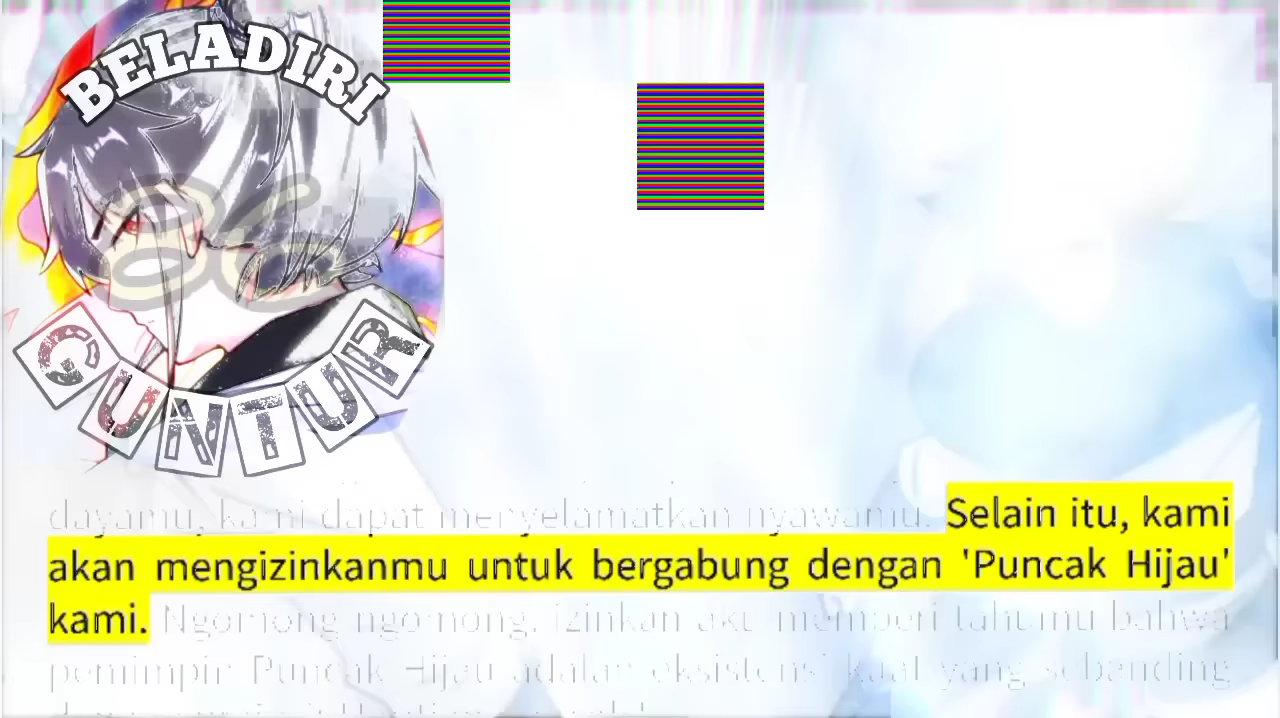 BELADIRI
GUNTUR
dayamu, kami dapat menyelamatkan nyawamu. Selain itu, kami
akan mengizinkanmu untuk bergabung dengan 'Puncak Hijau'
kami. Ngomong ngomong, izinkan aku memberi tahumu bahwa
pemimpin Puncak Hijau adalah eksistensi kuat yang sebanding